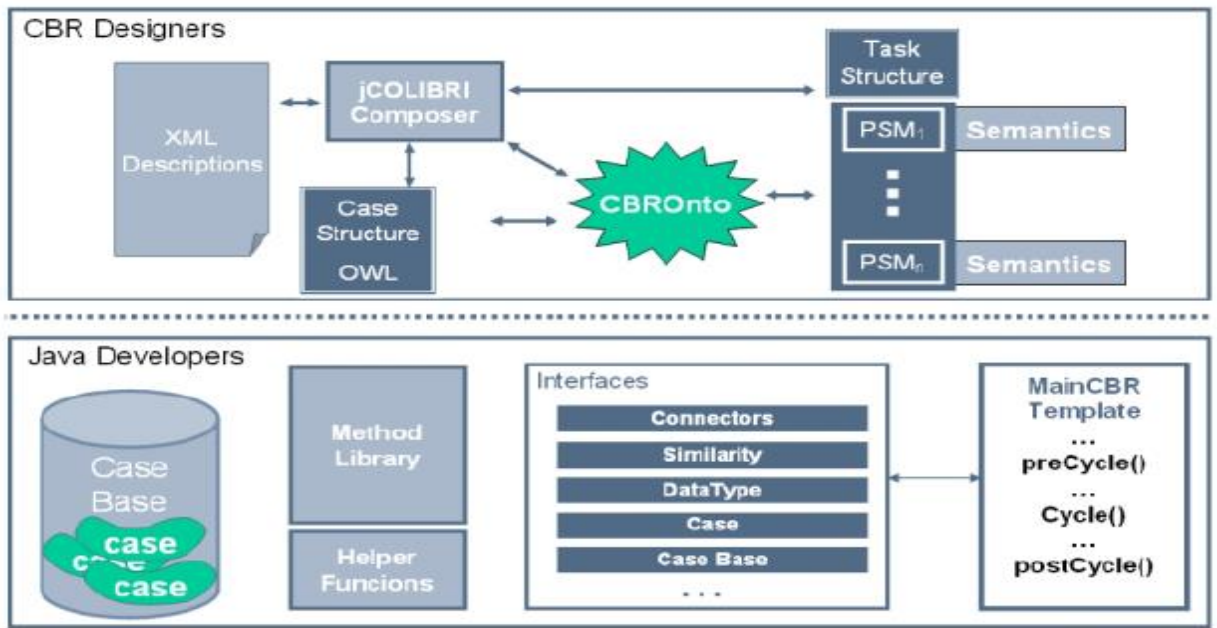 CBR Designers
XML
Descriptions
jCOLIBRI
Composer
Case
Structure
OWL
CBROnto
Task
Structure
PSM₁
Semantics
PSMₙ
Semantics
Java Developers
Case
Base
case
case
case
Method
Library
Helper
Funcions
Interfaces
Connectors
Similarity
DataType
Case
Case Base
...
MainCBR
Template
...
preCycle()
...
Cycle()
...
postCycle()